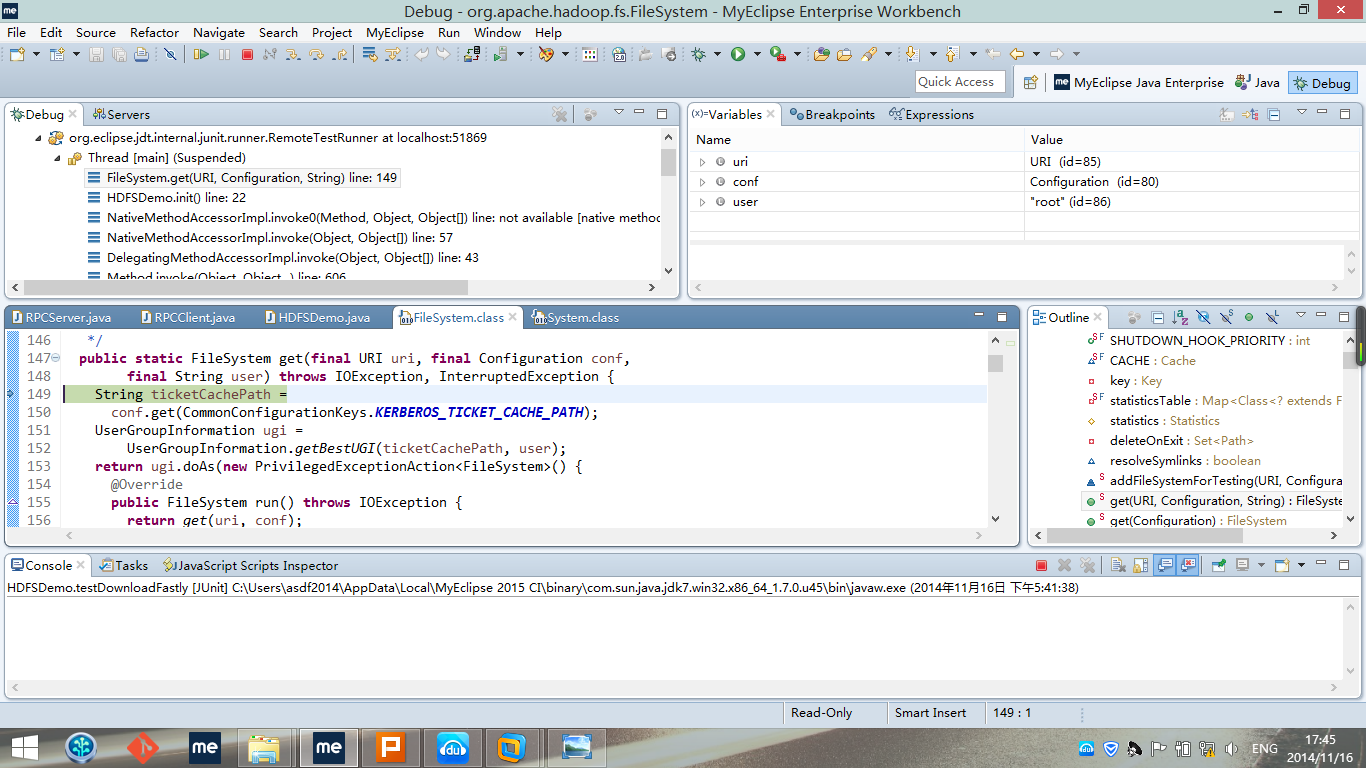 Debug - org.apache.hadoop.fs.FileSystem - MyEclipse Enterprise Workbench
File Edit Source Refactor Navigate Search Project MyEclipse Run Window Help
Quick Access MyEclipse Java Enterprise Java Debug
Debug Servers
org.eclipse.jdt.internal.junit.runner.RemoteTestRunner at localhost:51869
Thread [main] (Suspended)
FileSystem.get(URI, Configuration, String) line: 149
HDFSDemo.init() line: 22
NativeMethodAccessorImpl.invoke0(Method, Object, Object[]) line: not available [native metho
NativeMethodAccessorImpl.invoke(Object, Object[]) line: 57
DelegatingMethodAccessorImpl.invoke(Object, Object[]) line: 43
Method.invoke(Object, Object...) line: 606
(x)= Variables Breakpoints Expressions
Name Value
uri URI (id=85)
conf Configuration (id=80)
user "root" (id=86)
RPCServer.java RPCClient.java HDFSDemo.java FileSystem.class System.class
146 */
147 public static FileSystem get(final URI uri, final Configuration conf,
148 final String user) throws IOException, InterruptedException {
149 String ticketCachePath =
150 conf.get(CommonConfigurationKeys.KERBEROS_TICKET_CACHE_PATH);
151 UserGroupInformation ugi =
152 UserGroupInformation.getBestUGI(ticketCachePath, user);
153 return ugi.doAs(new PrivilegedExceptionAction<FileSystem>() {
154 @Override
155 public FileSystem run() throws IOException {
156 return get(uri, conf);
Outline
SHUTDOWN_HOOK_PRIORITY : int
CACHE : Cache
key : Key
statisticsTable : Map<Class<? extends F
statistics : Statistics
deleteOnExit : Set<Path>
resolveSymlinks : boolean
addFileSystemForTesting(URI, Configura
get(URI, Configuration, String) : FileSyste
get(Configuration) : FileSystem
Console Tasks JavaScript Scripts Inspector
HDFSDemo.testDownloadFastly [JUnit] C:\Users\asdf2014\AppData\Local\MyEclipse 2015 CI\binary\com.sun.java.jdk7.win32.x86_64_1.7.0.u45\bin\javaw.exe (2014年11月16日 下午5:41:38)
Read-Only Smart Insert 149 : 1
me me P du
ENG 17:45
2014/11/16